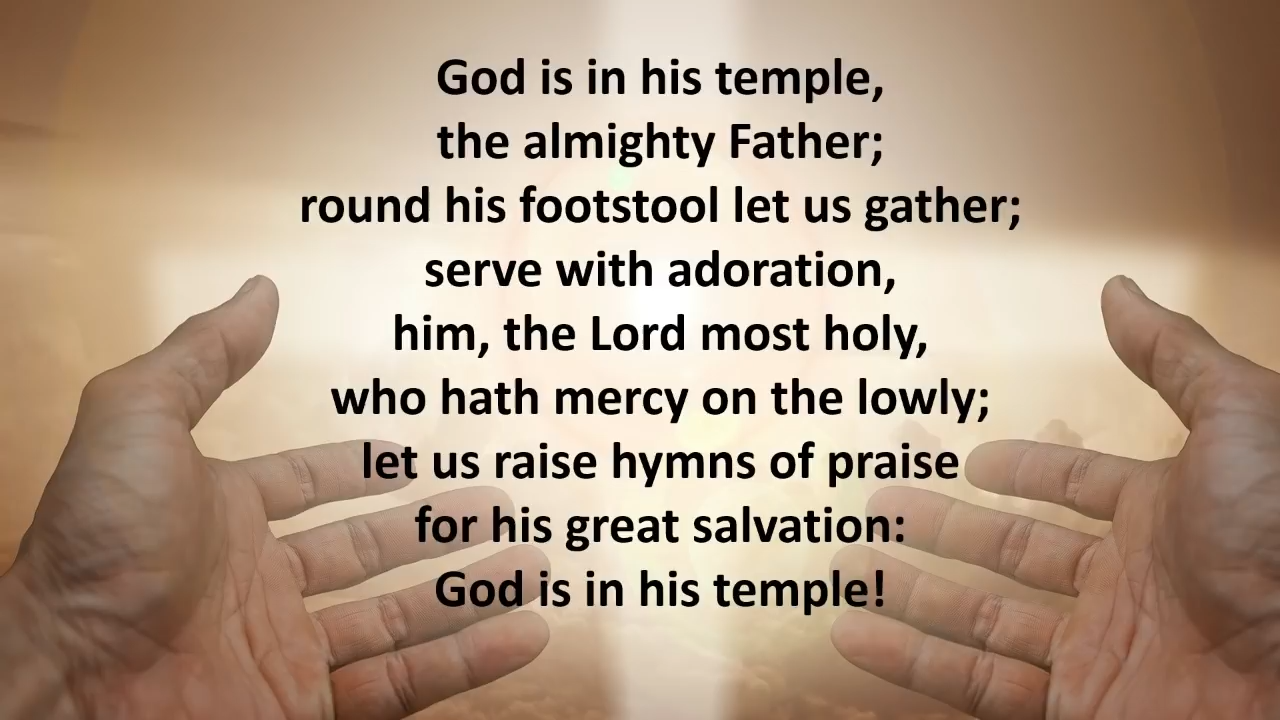 God is in his temple,
the almighty Father;
round his footstool let us gather;
serve with adoration,
him, the Lord most holy,
who hath mercy on the lowly;
let us raise hymns of praise
for his great salvation:
God is in his temple!